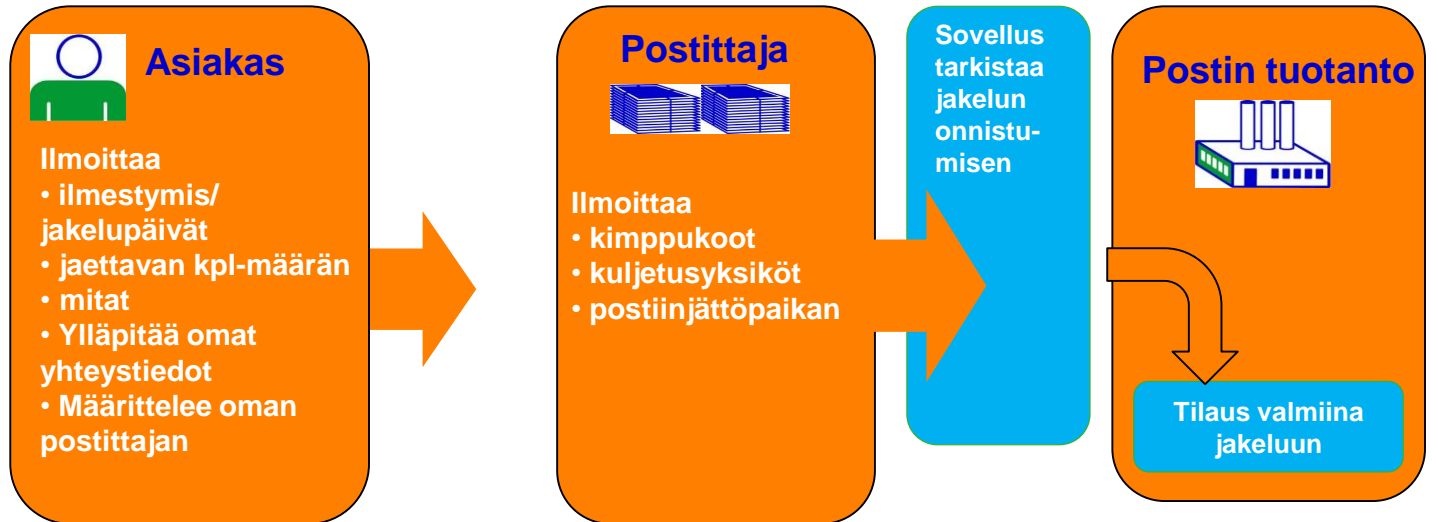 Asiakas
Ilmoittaa
• ilmestymis/
jakelupäivät
• jaettavan kpl-määrän
• mitat
• Ylläpitää omat
yhteystiedot
• Määrittelee oman
postittajan
Postittaja
Ilmoittaa
• kimppukoot
• kuljetusyksiköt
• postiinjättöpaikan
Sovellus
tarkistaa
jakelun
onnistu-
misen
Postin tuotanto
Tilaus valmiina
jakeluun